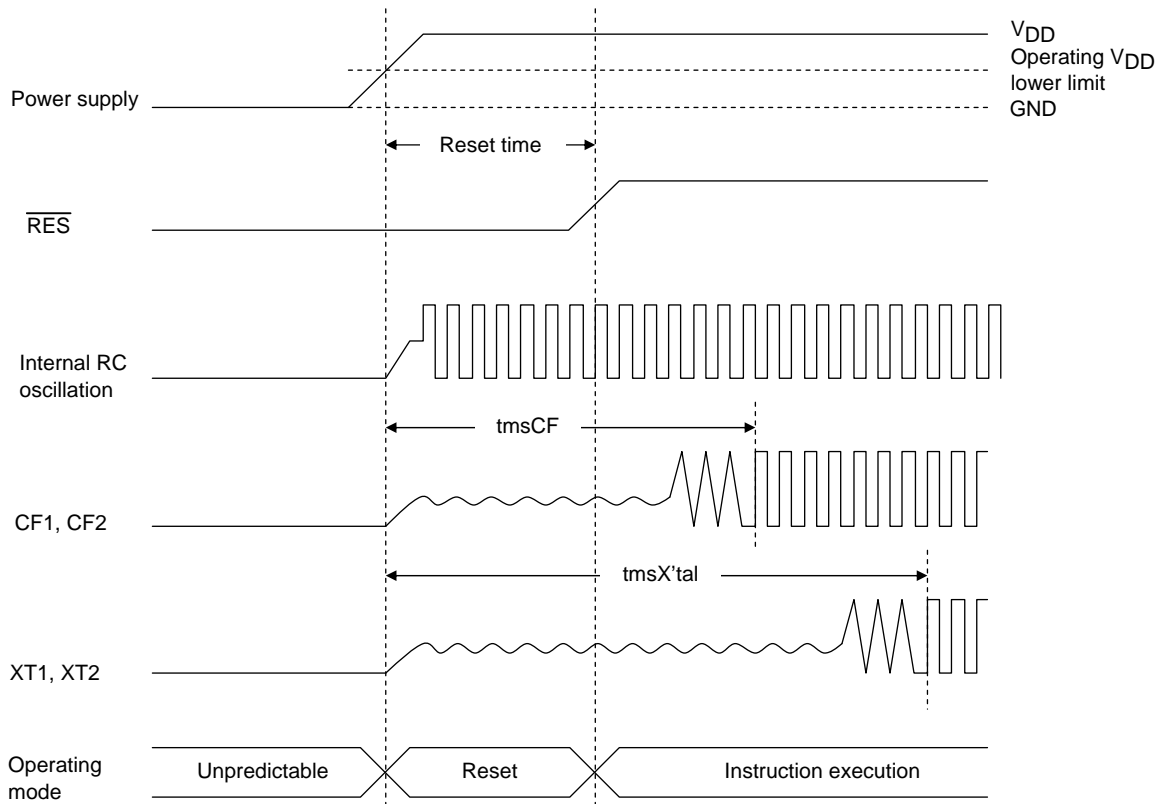 VDD
Operating VDD
lower limit
Power supply
GND
Reset time
RES
Internal RC
oscillation
tmsCF
CF1, CF2
tmsX'tal
XT1, XT2
Operating
mode
Unpredictable
Reset
Instruction execution